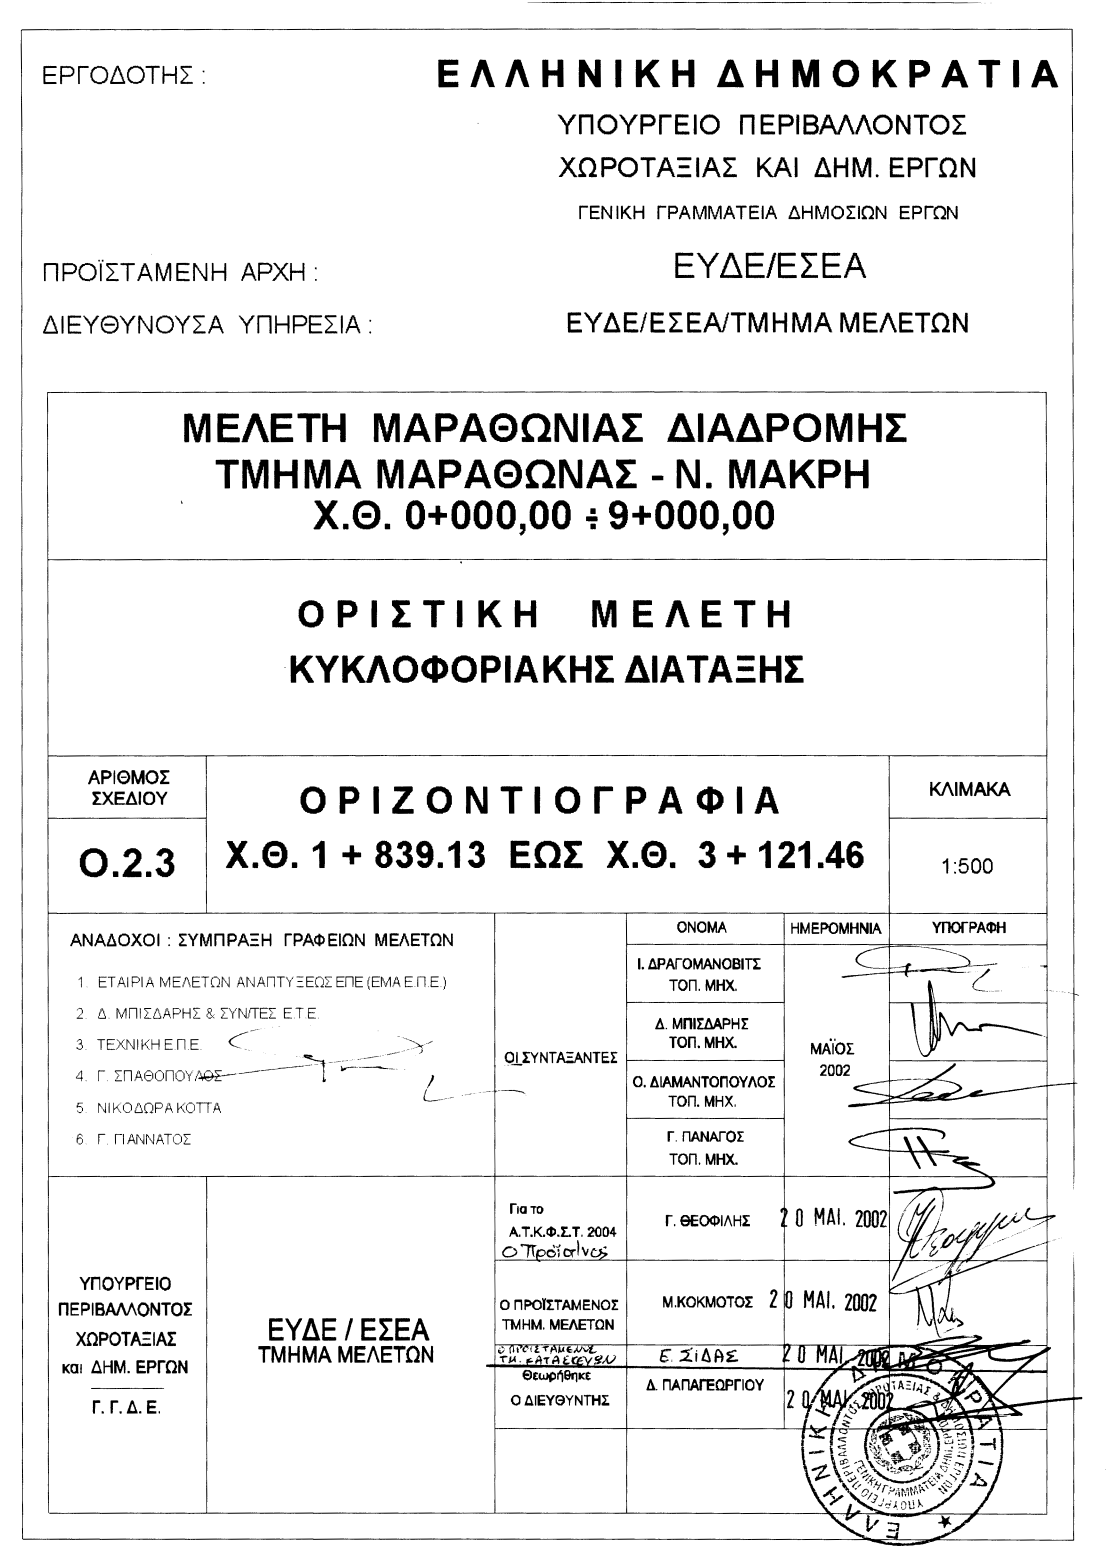 ΕΡΓΟΔΟΤΗΣ :
ΕΛΛΗΝΙΚΗ ΔΗΜΟΚΡΑΤΙΑ
ΥΠΟΥΡΓΕΙΟ ΠΕΡΙΒΑΛΛΟΝΤΟΣ
ΧΩΡΟΤΑΞΙΑΣ ΚΑΙ ΔΗΜ. ΕΡΓΩΝ
ΓΕΝΙΚΗ ΓΡΑΜΜΑΤΕΙΑ ΔΗΜΟΣΙΩΝ ΕΡΓΩΝ
ΠΡΟΪΣΤΑΜΕΝΗ ΑΡΧΗ :
ΕΥΔΕ/ΕΣΕΑ
ΔΙΕΥΘΥΝΟΥΣΑ ΥΠΗΡΕΣΙΑ :
ΕΥΔΕ/ΕΣΕΑ/ΤΜΗΜΑ ΜΕΛΕΤΩΝ
ΜΕΛΕΤΗ ΜΑΡΑΘΩΝΙΑΣ ΔΙΑΔΡΟΜΗΣ
ΤΜΗΜΑ ΜΑΡΑΘΩΝΑΣ - Ν. ΜΑΚΡΗ
Χ.Θ. 0+000,00 ÷ 9+000,00
ΟΡΙΣΤΙΚΗ ΜΕΛΕΤΗ
ΚΥΚΛΟΦΟΡΙΑΚΗΣ ΔΙΑΤΑΞΗΣ
ΑΡΙΘΜΟΣ
ΣΧΕΔΙΟΥ
Ο.2.3
ΟΡΙΖΟΝΤΙΟΓΡΑΦΙΑ
Χ.Θ. 1 + 839.13 ΕΩΣ Χ.Θ. 3 + 121.46
ΚΛΙΜΑΚΑ
1:500
ΑΝΑΔΟΧΟΙ : ΣΥΜΠΡΑΞΗ ΓΡΑΦΕΙΩΝ ΜΕΛΕΤΩΝ
1. ΕΤΑΙΡΙΑ ΜΕΛΕΤΩΝ ΑΝΑΠΤΥΞΕΩΣ ΕΠΕ (ΕΜΑ Ε.Π.Ε.)
2. Δ. ΜΠΙΣΔΑΡΗΣ & ΣΥΝ/ΤΕΣ Ε.Τ.Ε.
3. ΤΕΧΝΙΚΗ Ε.Π.Ε.
4. Γ. ΣΠΑΘΟΠΟΥΛΟΣ
5. ΝΙΚΟΔΩΡΑ ΚΟΤΤΑ
6. Γ. ΓΙΑΝΝΑΤΟΣ
ΟΙ ΣΥΝΤΑΞΑΝΤΕΣ
ΟΝΟΜΑ
ΗΜΕΡΟΜΗΝΙΑ
ΥΠΟΓΡΑΦΗ
Ι. ΔΡΑΓΟΜΑΝΟΒΙΤΣ
ΤΟΠ. ΜΗΧ.
Δ. ΜΠΙΣΔΑΡΗΣ
ΤΟΠ. ΜΗΧ.
Ο. ΔΙΑΜΑΝΤΟΠΟΥΛΟΣ
ΤΟΠ. ΜΗΧ.
Γ. ΠΑΝΑΓΟΣ
ΤΟΠ. ΜΗΧ.
ΜΑΪΟΣ
2002
ΥΠΟΥΡΓΕΙΟ
ΠΕΡΙΒΑΛΛΟΝΤΟΣ
ΧΩΡΟΤΑΞΙΑΣ
και ΔΗΜ. ΕΡΓΩΝ
Γ. Γ. Δ. Ε.
ΕΥΔΕ / ΕΣΕΑ
ΤΜΗΜΑ ΜΕΛΕΤΩΝ
Για το
Α.Τ.Κ.Φ.Σ.Τ. 2004
Ο Προϊστ/νος
Γ. ΘΕΟΦΙΛΗΣ
20 ΜΑΙ. 2002
Ο ΠΡΟΪΣΤΑΜΕΝΟΣ
ΤΜΗΜ. ΜΕΛΕΤΩΝ
Μ.ΚΟΚΜΟΤΟΣ
20 ΜΑΙ. 2002
Ο ΠΡΟΪΣΤΑΜΕΝΟΣ
ΤΜ. ΚΑΤΑΣΚΕΥΩΝ
Ε. ΣΙΔΑΣ
20 ΜΑΙ. 2002
Θεωρήθηκε
Ο ΔΙΕΥΘΥΝΤΗΣ
Δ. ΠΑΠΑΓΕΩΡΓΙΟΥ
20 ΜΑΙ. 2002
ΕΛΛΗΝΙΚΗ ΔΗΜΟΚΡΑΤΙΑ